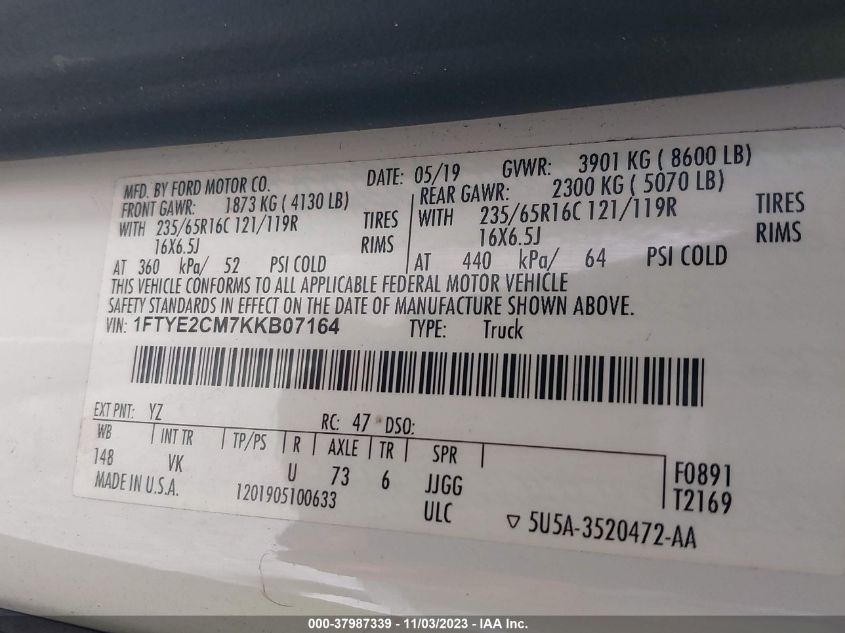 MFD. BY FORD MOTOR CO. DATE: 05/19 GVWR: 3901 KG ( 8600 LB)
FRONT GAWR: 1873 KG ( 4130 LB) REAR GAWR: 2300 KG ( 5070 LB)
WITH 235/65R16C 121/119R TIRES WITH 235/65R16C 121/119R TIRES
16X6.5J RIMS 16X6.5J RIMS
AT 360 kPa/ 52 PSI COLD AT 440 kPa/ 64 PSI COLD
THIS VEHICLE CONFORMS TO ALL APPLICABLE FEDERAL MOTOR VEHICLE
SAFETY STANDARDS IN EFFECT ON THE DATE OF MANUFACTURE SHOWN ABOVE.
VIN: 1FTYE2CM7KKB07164 TYPE: Truck
EXT PNT: YZ RC: 47 DSO:
WB INT TR TP/PS R AXLE TR SPR
148 VK U 73 6 JJGG F0891
MADE IN U.S.A. 1201905100633 ULC T2169
▽ 5U5A-3520472-AA
000-37987339 - 11/03/2023 - IAA Inc.